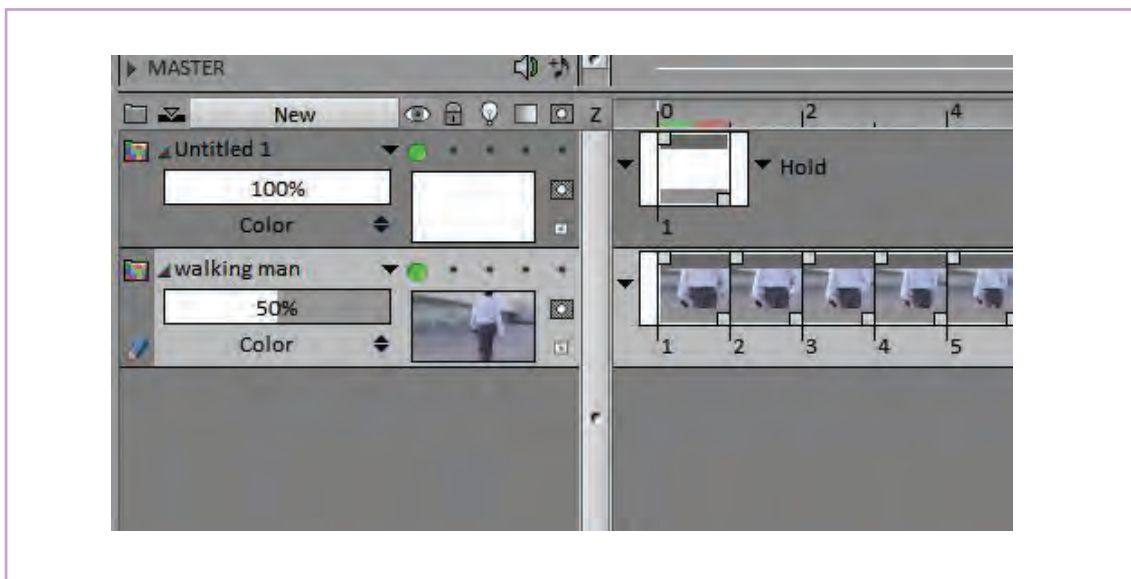 MASTER
New Z 0 2 4
Untitled 1
100% Hold
Color 1
walking man
50%
Color 1 2 3 4 5